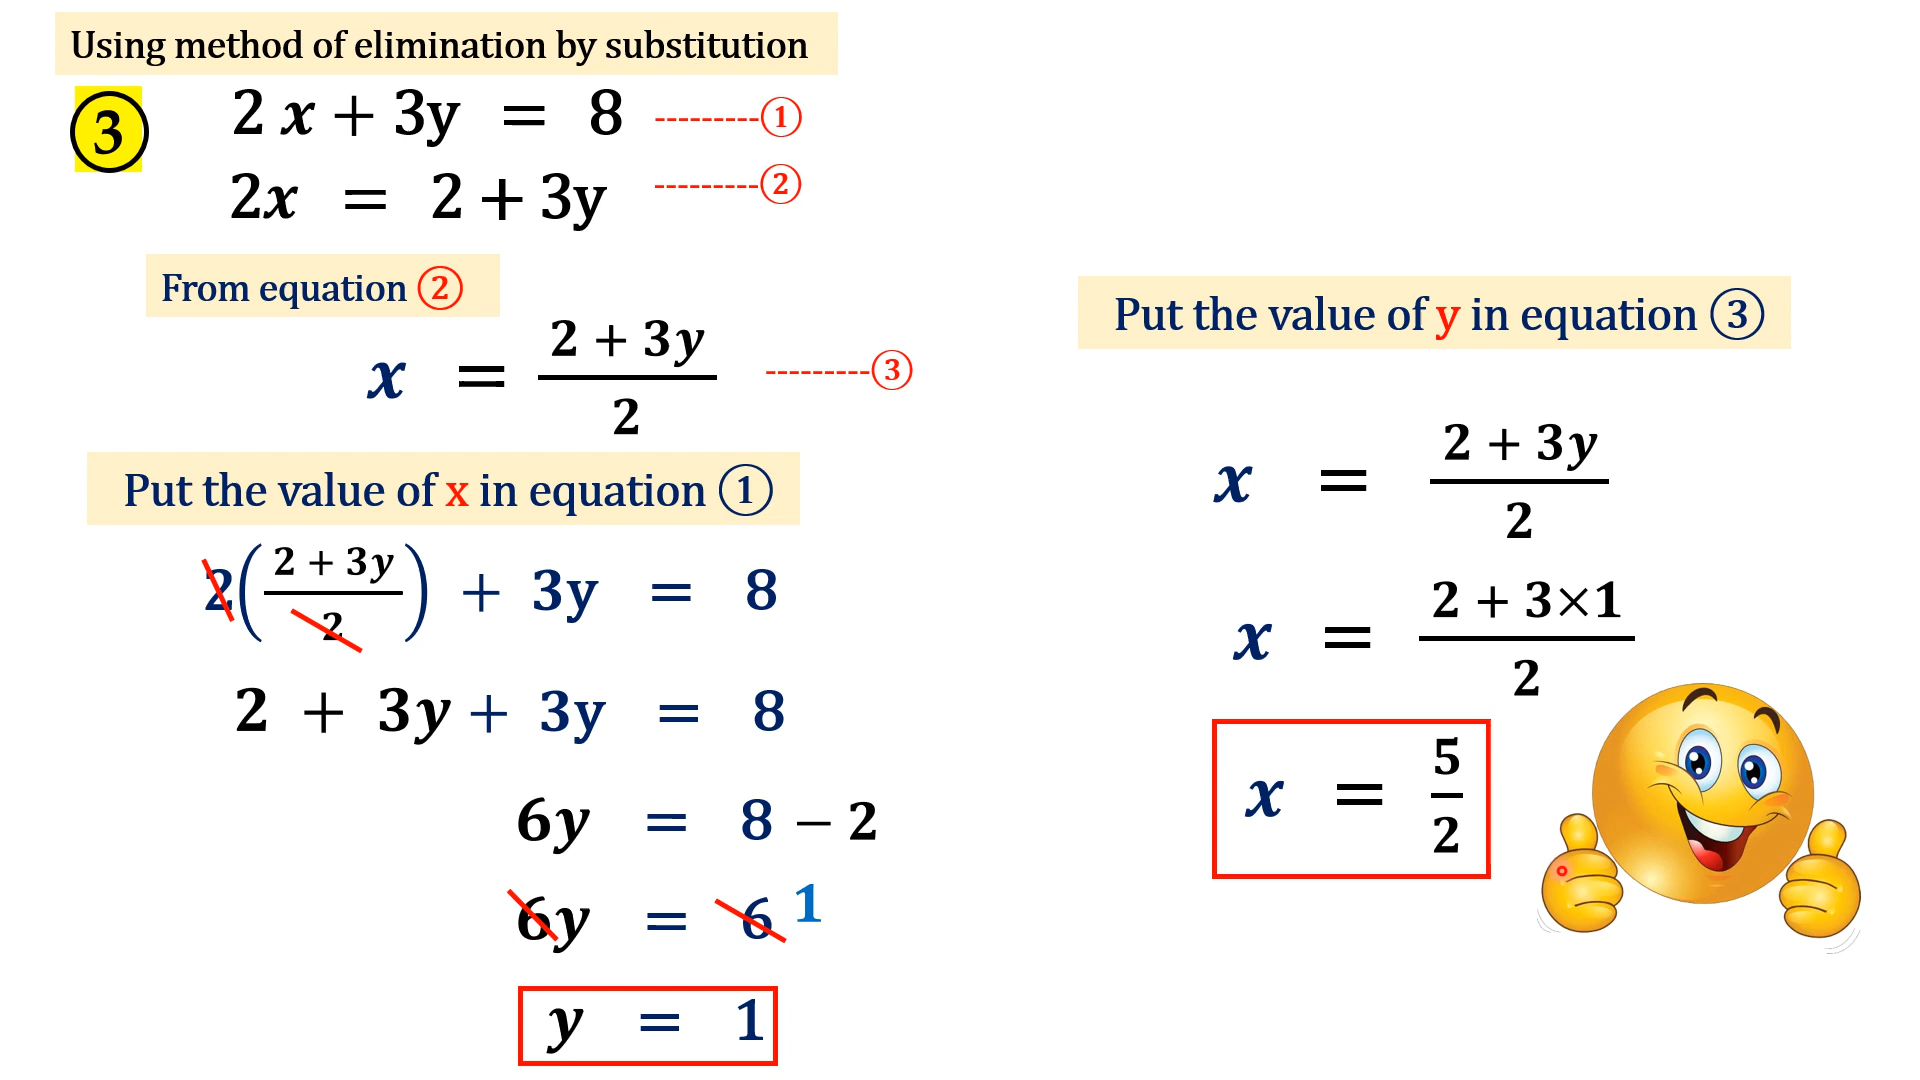 Using method of elimination by substitution
③ 2x + 3y = 8 ---------①
2x = 2 + 3y ---------②
From equation ②
x = (2 + 3y)/2 ---------③
Put the value of x in equation ①
2((2 + 3y)/2) + 3y = 8
2 + 3y + 3y = 8
6y = 8 − 2
6y = 6 1
y = 1
Put the value of y in equation ③
x = (2 + 3y)/2
x = (2 + 3×1)/2
x = 5/2